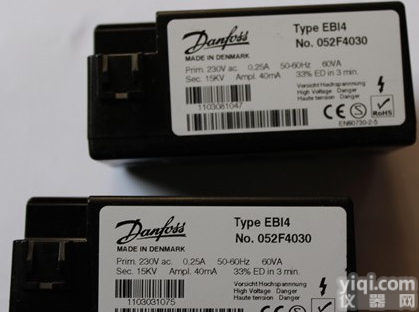 Danfoss
Type EBI4
No. 052F4030
MADE IN DENMARK
Prim. 230V ac. 0,25A 50-60Hz 60VA
Sec. 15KV Ampl. 40mA 33% ED in 3 min.
1103081047
Vorsicht Hochspannung
High Voltage Danger
Haute tension Danger
RoHS
EN60730-2-5
Danfoss
Type EBI4
No. 052F4030
MADE IN DENMARK
Prim. 230V ac. 0,25A 50-60Hz 60VA
Sec. 15KV Ampl. 40mA 33% ED in 3 min.
1103031075
Vorsicht Hochspannung
High Voltage Danger
Haute tension Danger
yiqi.com
仪器网